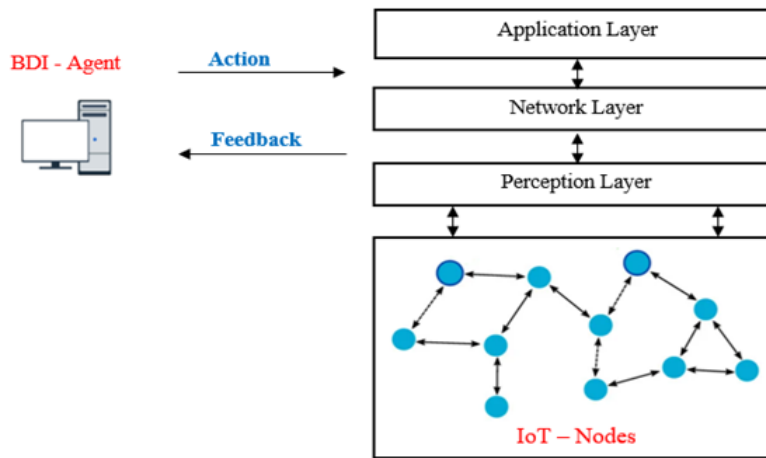 Application Layer
BDI - Agent
Action
Network Layer
Feedback
Perception Layer
IoT – Nodes